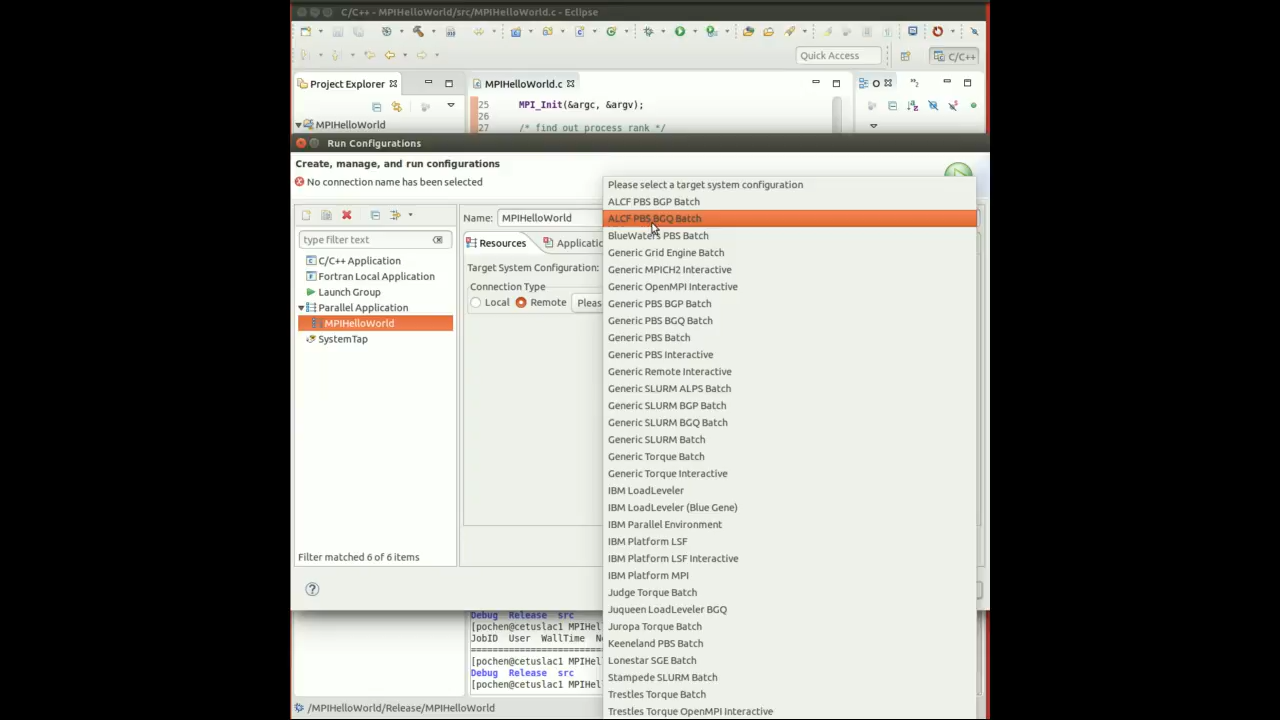 C/C++ - MPIHelloWorld/src/MPIHelloWorld.c - Eclipse
Quick Access
C/C++
Project Explorer
MPIHelloWorld.c
O
MPIHelloWorld
25 MPI_Init(&argc, &argv);
26
27 /* find out process rank */
Run Configurations
Create, manage, and run configurations
No connection name has been selected
type filter text
C/C++ Application
Fortran Local Application
Launch Group
Parallel Application
MPIHelloWorld
SystemTap
Filter matched 6 of 6 items
Name: MPIHelloWorld
Resources
Target System Configuration:
Connection Type
Local
Remote
Please select a target system configuration
ALCF PBS BGP Batch
ALCF PBS BGQ Batch
BlueWaters PBS Batch
Generic Grid Engine Batch
Generic MPICH2 Interactive
Generic OpenMPI Interactive
Generic PBS BGP Batch
Generic PBS BGQ Batch
Generic PBS Batch
Generic PBS Interactive
Generic Remote Interactive
Generic SLURM ALPS Batch
Generic SLURM BGP Batch
Generic SLURM BGQ Batch
Generic SLURM Batch
Generic Torque Batch
Generic Torque Interactive
IBM LoadLeveler
IBM LoadLeveler (Blue Gene)
IBM Parallel Environment
IBM Platform LSF
IBM Platform LSF Interactive
IBM Platform MPI
Judge Torque Batch
Juqueen LoadLeveler BGQ
Juropa Torque Batch
Keeneland PBS Batch
Lonestar SGE Batch
Stampede SLURM Batch
Trestles Torque Batch
Trestles Torque OpenMPI Interactive
Debug Release src
[pochen@cetuslac1 MPIHel
JobID User WallTime
[pochen@cetuslac1 MPIHel
Debug Release src
[pochen@cetuslac1 MPIHel
/MPIHelloWorld/Release/MPIHelloWorld